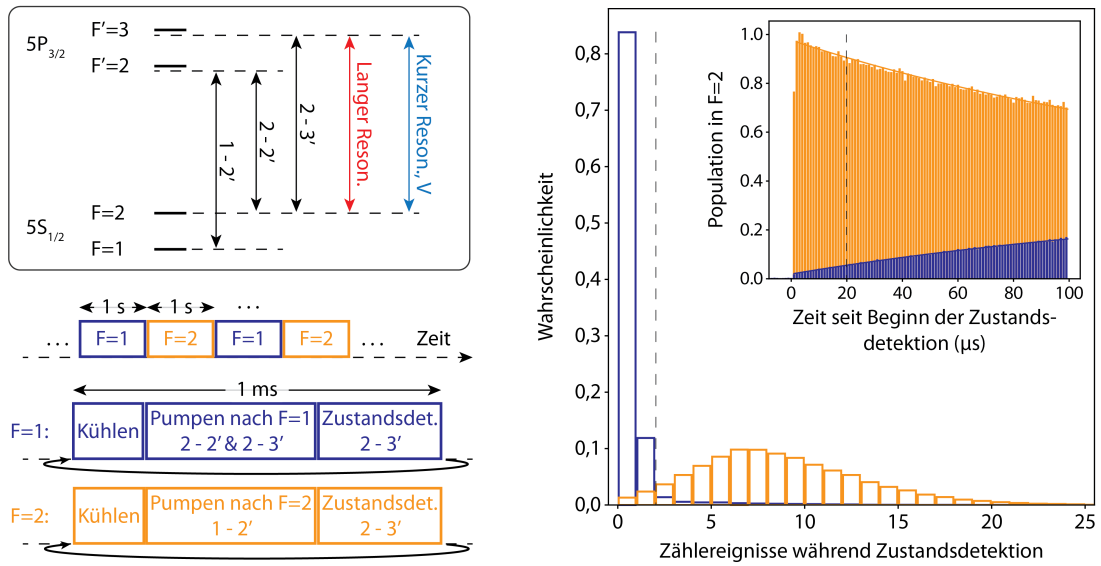 F′=3
5P3/2
F′=2
1 - 2′
2 - 2′
2 - 3′
Langer Reson.
Kurzer Reson., V
F=2
5S1/2
F=1
1 s
1 s
...
...
F=1
F=2
F=1
F=2
...
Zeit
1 ms
F=1:
Kühlen
Pumpen nach F=1
2 - 2′ & 2 - 3′
Zustandsdet.
2 - 3′
F=2:
Kühlen
Pumpen nach F=2
1 - 2′
Zustandsdet.
2 - 3′
Wahrscheinlichkeit
0,8
0,7
0,6
0,5
0,4
0,3
0,2
0,1
0,0
0
5
10
15
20
25
Zählereignisse während Zustandsdetektion
Population in F=2
1.0
0.8
0.6
0.4
0.2
0.0
0
20
40
60
80
100
Zeit seit Beginn der Zustands-
detektion (µs)